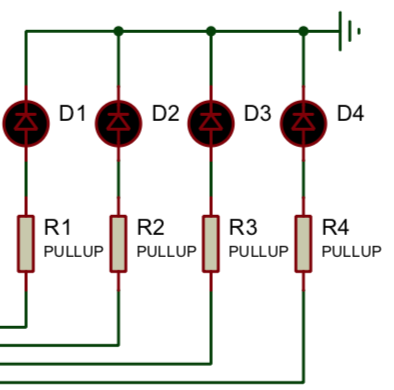 D1 D2 D3 D4
R1 R2 R3 R4
PULLUP PULLUP PULLUP PULLUP